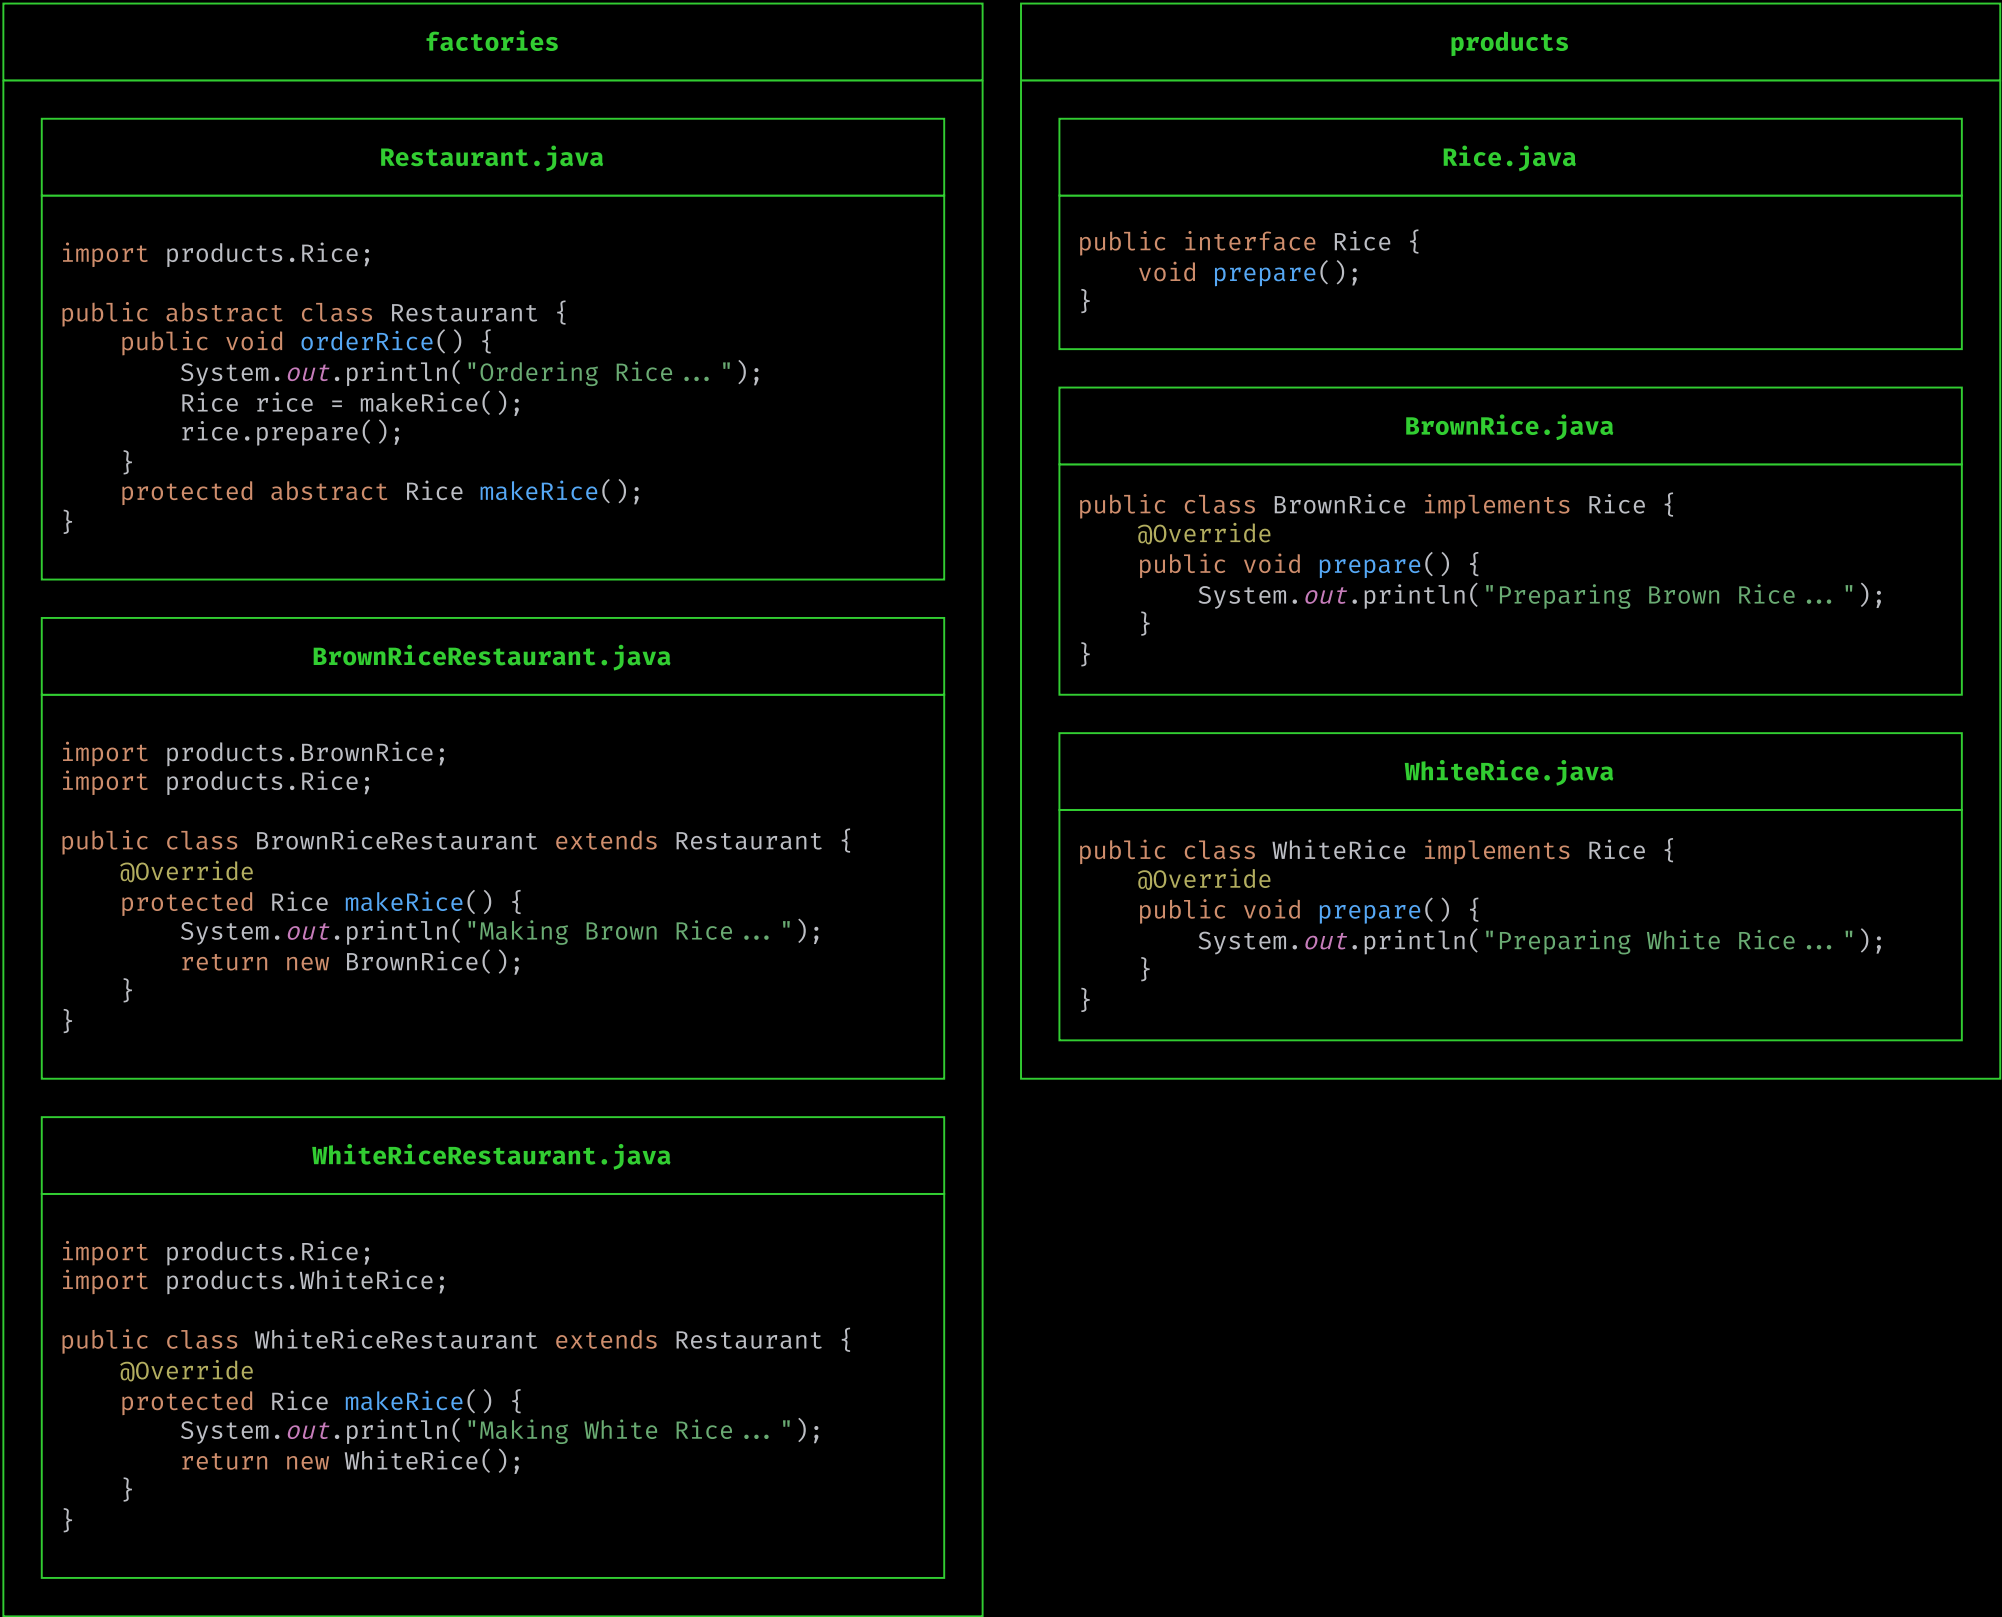 factories
Restaurant.java
import products.Rice;
public abstract class Restaurant {
    public void orderRice() {
        System.out.println("Ordering Rice...");
        Rice rice = makeRice();
        rice.prepare();
    }
    protected abstract Rice makeRice();
}
BrownRiceRestaurant.java
import products.BrownRice;
import products.Rice;
public class BrownRiceRestaurant extends Restaurant {
    @Override
    protected Rice makeRice() {
        System.out.println("Making Brown Rice...");
        return new BrownRice();
    }
}
WhiteRiceRestaurant.java
import products.Rice;
import products.WhiteRice;
public class WhiteRiceRestaurant extends Restaurant {
    @Override
    protected Rice makeRice() {
        System.out.println("Making White Rice...");
        return new WhiteRice();
    }
}
products
Rice.java
public interface Rice {
    void prepare();
}
BrownRice.java
public class BrownRice implements Rice {
    @Override
    public void prepare() {
        System.out.println("Preparing Brown Rice...");
    }
}
WhiteRice.java
public class WhiteRice implements Rice {
    @Override
    public void prepare() {
        System.out.println("Preparing White Rice...");
    }
}